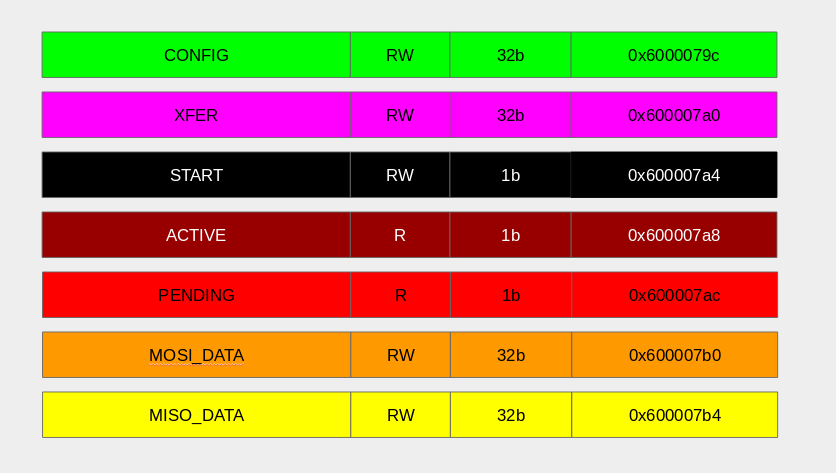 CONFIG RW 32b 0x6000079c
XFER RW 32b 0x600007a0
START RW 1b 0x600007a4
ACTIVE R 1b 0x600007a8
PENDING R 1b 0x600007ac
MOSI_DATA RW 32b 0x600007b0
MISO_DATA RW 32b 0x600007b4